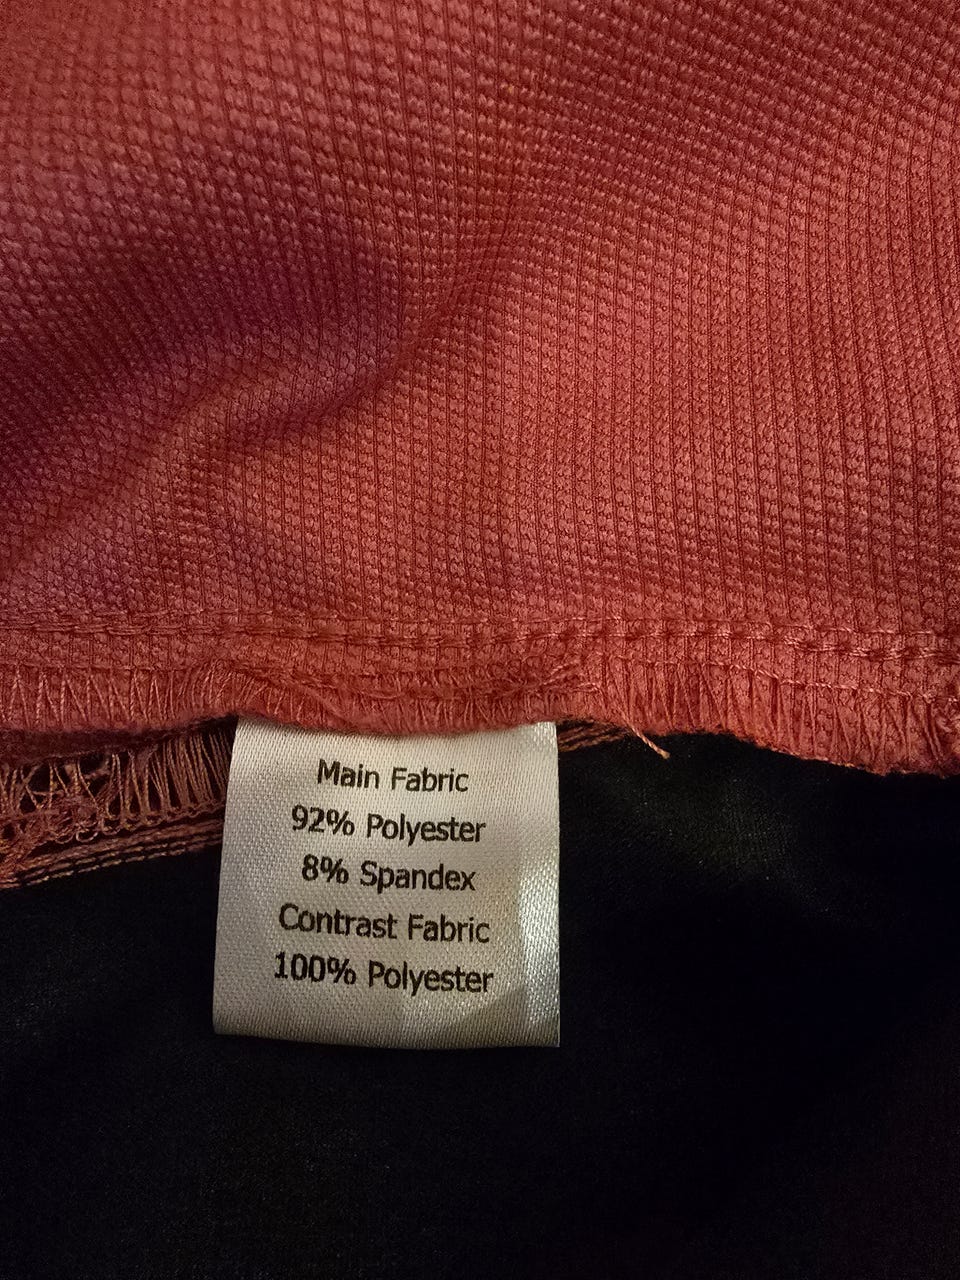 Main Fabric
92% Polyester
8% Spandex
Contrast Fabric
100% Polyester